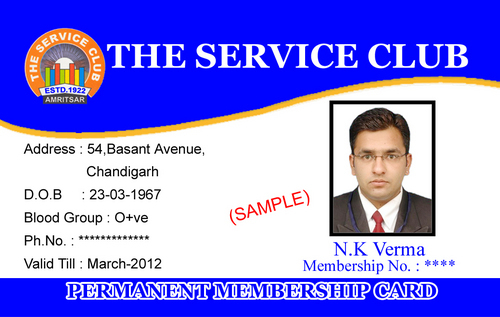 THE SERVICE CLUB
ESTD.1922
AMRITSAR
THE SERVICE CLUB
Address : 54,Basant Avenue,
Chandigarh
D.O.B : 23-03-1967
Blood Group : O+ve
Ph.No. : *************
Valid Till : March-2012
(SAMPLE)
N.K Verma
Membership No. : ****
PERMANENT MEMBERSHIP CARD